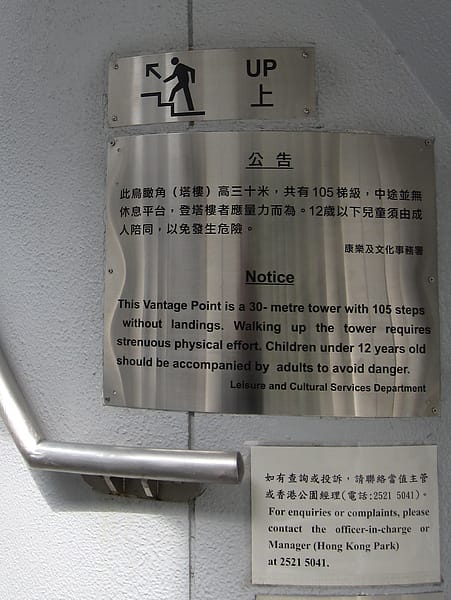 UP
上
公告
此鳥瞰角（塔樓）高三十米，共有105梯級，中途並無
休息平台，登塔樓者應量力而為。12歲以下兒童須由成
人陪同，以免發生危險。
康樂及文化事務署
Notice
This Vantage Point is a 30- metre tower with 105 steps
without landings. Walking up the tower requires
strenuous physical effort. Children under 12 years old
should be accompanied by adults to avoid danger.
Leisure and Cultural Services Department
如有查詢或投訴，請聯絡當值主管
或香港公園經理(電話:2521 5041)。
For enquiries or complaints, please
contact the officer-in-charge or
Manager (Hong Kong Park)
at 2521 5041.